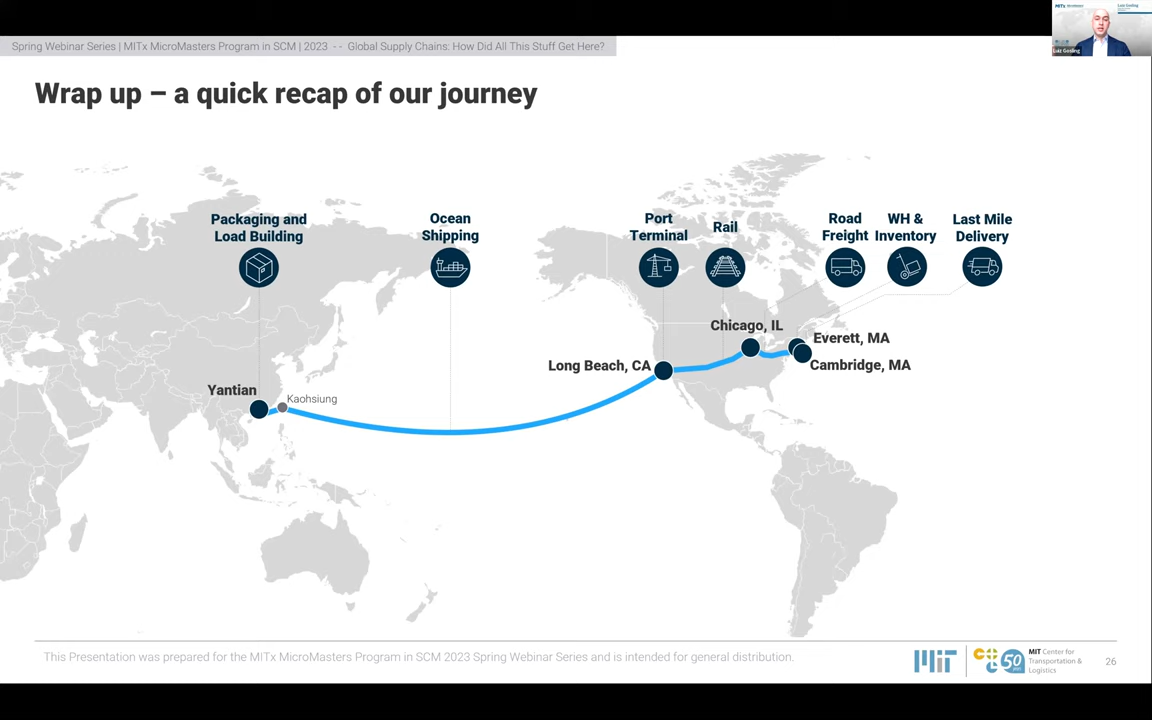 Spring Webinar Series | MITx MicroMasters Program in SCM | 2023 - - Global Supply Chains: How Did All This Stuff Get Here?
Luiz Gosling
Wrap up – a quick recap of our journey
Packaging and
Load Building
Ocean
Shipping
Port
Terminal
Rail
Road
Freight
WH &
Inventory
Last Mile
Delivery
Chicago, IL
Everett, MA
Long Beach, CA
Cambridge, MA
Yantian
Kaohsiung
This Presentation was prepared for the MITx MicroMasters Program in SCM 2023 Spring Webinar Series and is intended for general distribution.
MIT
50
MIT Center for
Transportation &
Logistics
26